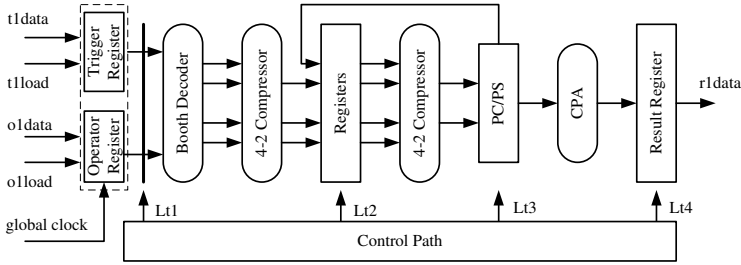 t1data
t1load
o1data
o1load
global clock
Trigger
Register
Operator
Register
Booth Decoder
4-2 Compressor
Registers
4-2 Compressor
PC/PS
CPA
Result Register
r1data
Lt1
Lt2
Lt3
Lt4
Control Path